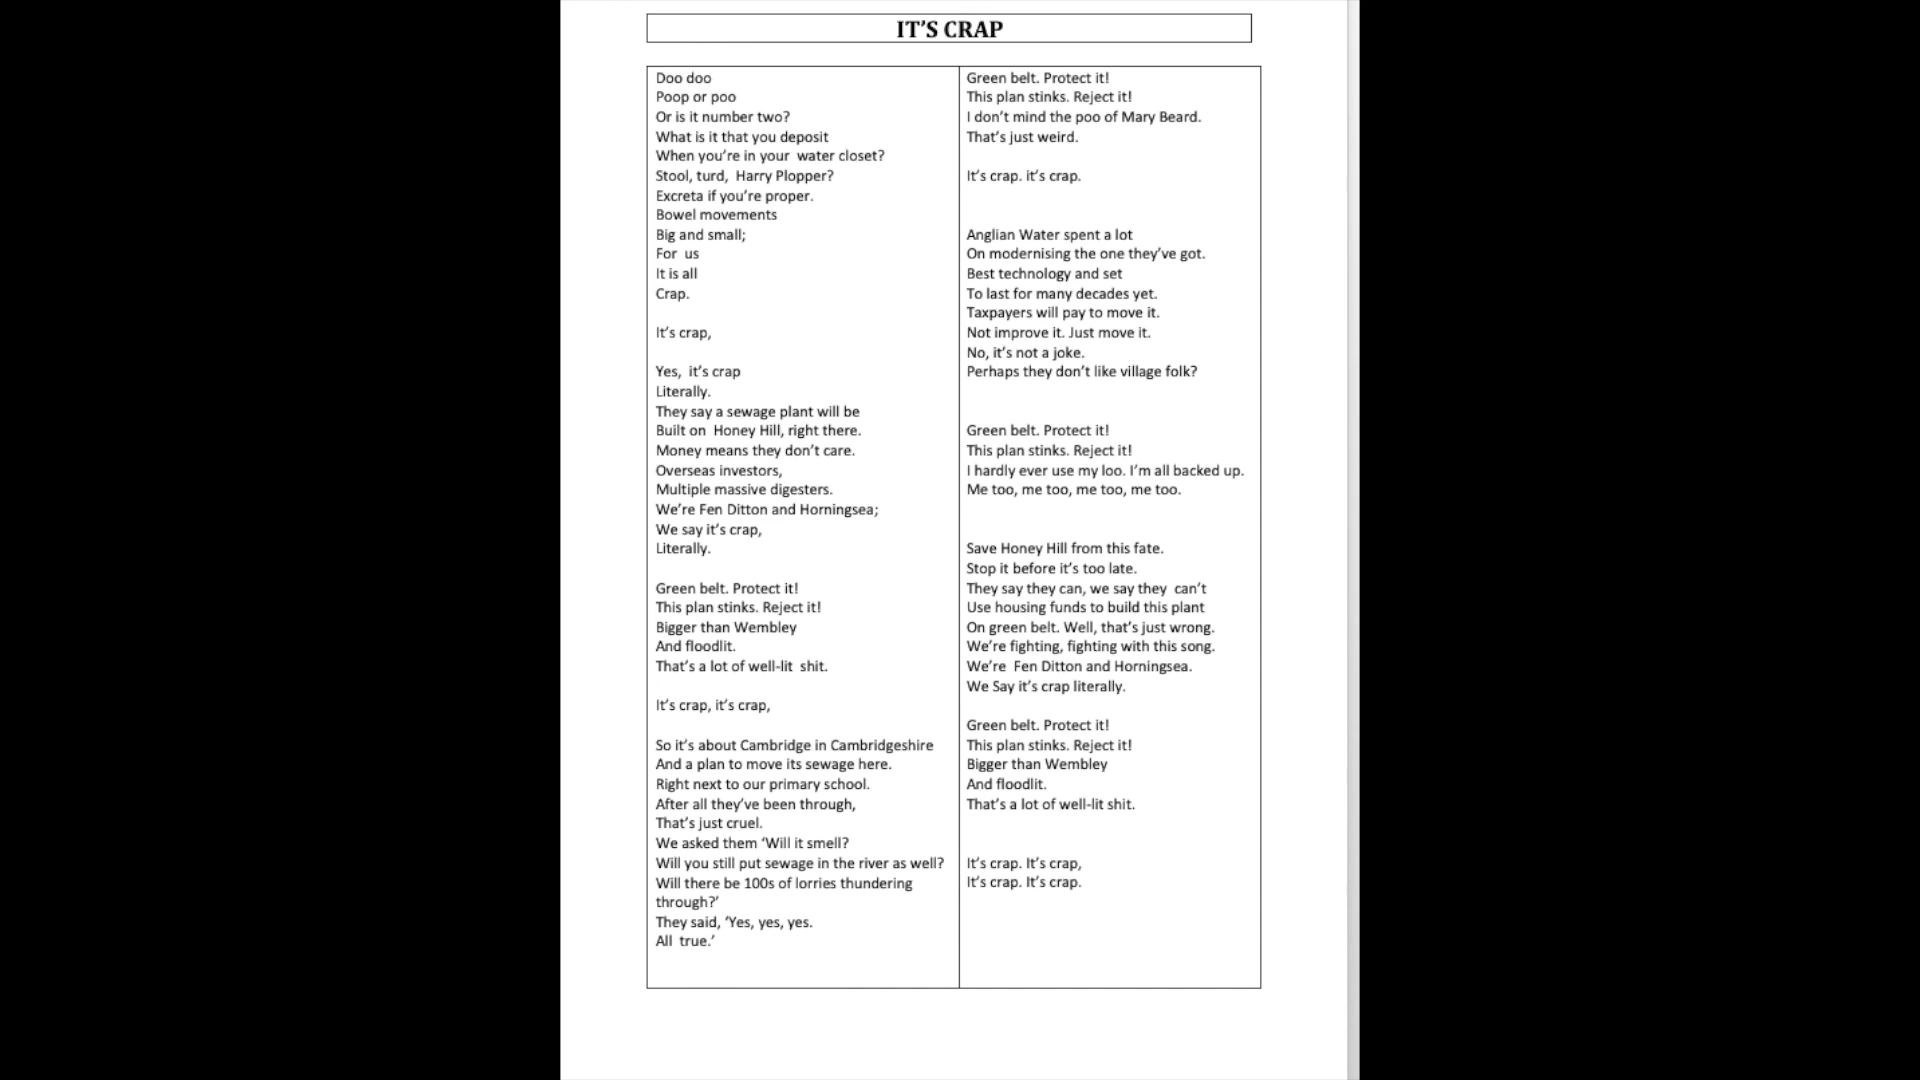 IT'S CRAP
Doo doo
Poop or poo
Or is it number two?
What is it that you deposit
When you're in your water closet?
Stool, turd, Harry Plopper?
Excreta if you're proper.
Bowel movements
Big and small;
For us
It is all
Crap.
It's crap,
Yes, it's crap
Literally.
They say a sewage plant will be
Built on Honey Hill, right there.
Money means they don't care.
Overseas investors,
Multiple massive digesters.
We're Fen Ditton and Horningsea;
We say it's crap,
Literally.
Green belt. Protect it!
This plan stinks. Reject it!
Bigger than Wembley
And floodlit.
That's a lot of well-lit shit.
It's crap, it's crap,
So it's about Cambridge in Cambridgeshire
And a plan to move its sewage here.
Right next to our primary school.
After all they've been through,
That's just cruel.
We asked them ‘Will it smell?
Will you still put sewage in the river as well?
Will there be 100s of lorries thundering
through?’
They said, ‘Yes, yes, yes.
All true.’
Green belt. Protect it!
This plan stinks. Reject it!
I don't mind the poo of Mary Beard.
That's just weird.
It's crap. it's crap.
Anglian Water spent a lot
On modernising the one they've got.
Best technology and set
To last for many decades yet.
Taxpayers will pay to move it.
Not improve it. Just move it.
No, it's not a joke.
Perhaps they don't like village folk?
Green belt. Protect it!
This plan stinks. Reject it!
I hardly ever use my loo. I'm all backed up.
Me too, me too, me too, me too.
Save Honey Hill from this fate.
Stop it before it's too late.
They say they can, we say they can't
Use housing funds to build this plant
On green belt. Well, that's just wrong.
We're fighting, fighting with this song.
We're Fen Ditton and Horningsea.
We Say it's crap literally.
Green belt. Protect it!
This plan stinks. Reject it!
Bigger than Wembley
And floodlit.
That's a lot of well-lit shit.
It's crap. It's crap,
It's crap. It's crap.